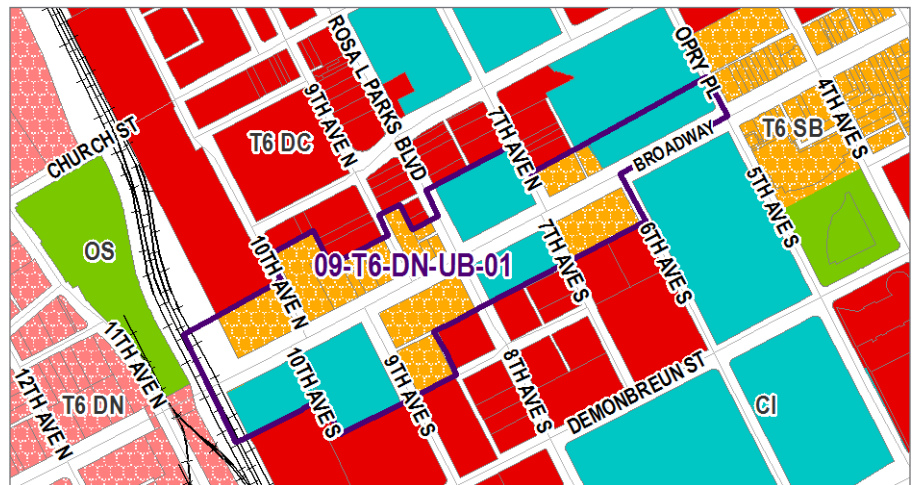 CHURCH ST
ROSA L PARKS BLVD
9TH AVE N
T6 DC
7TH AVE N
OPRY PL
BROADWAY
T6 SB
4TH AVE S
5TH AVE S
OS
10TH AVE N
09-T6-DN-UB-01
7TH AVE S
6TH AVE S
11TH AVE N
12TH AVE N
T6 DN
10TH AVE S
9TH AVE S
8TH AVE S
DEMONBREUN ST
CI